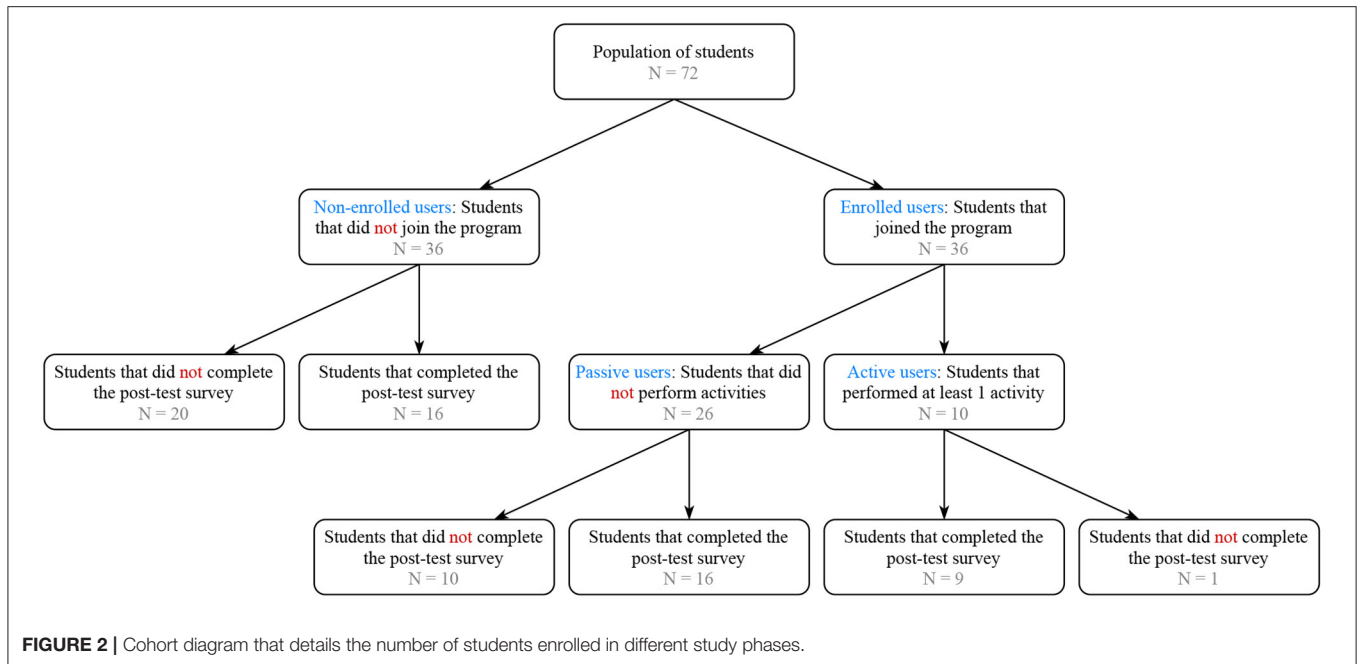 Population of students
N = 72
Non-enrolled users: Students
that did not join the program
N = 36
Enrolled users: Students that
joined the program
N = 36
Students that did not complete
the post-test survey
N = 20
Students that completed the
post-test survey
N = 16
Passive users: Students that did
not perform activities
N = 26
Active users: Students that
performed at least 1 activity
N = 10
Students that did not complete
the post-test survey
N = 10
Students that completed the
post-test survey
N = 16
Students that completed the
post-test survey
N = 9
Students that did not complete
the post-test survey
N = 1
FIGURE 2 | Cohort diagram that details the number of students enrolled in different study phases.